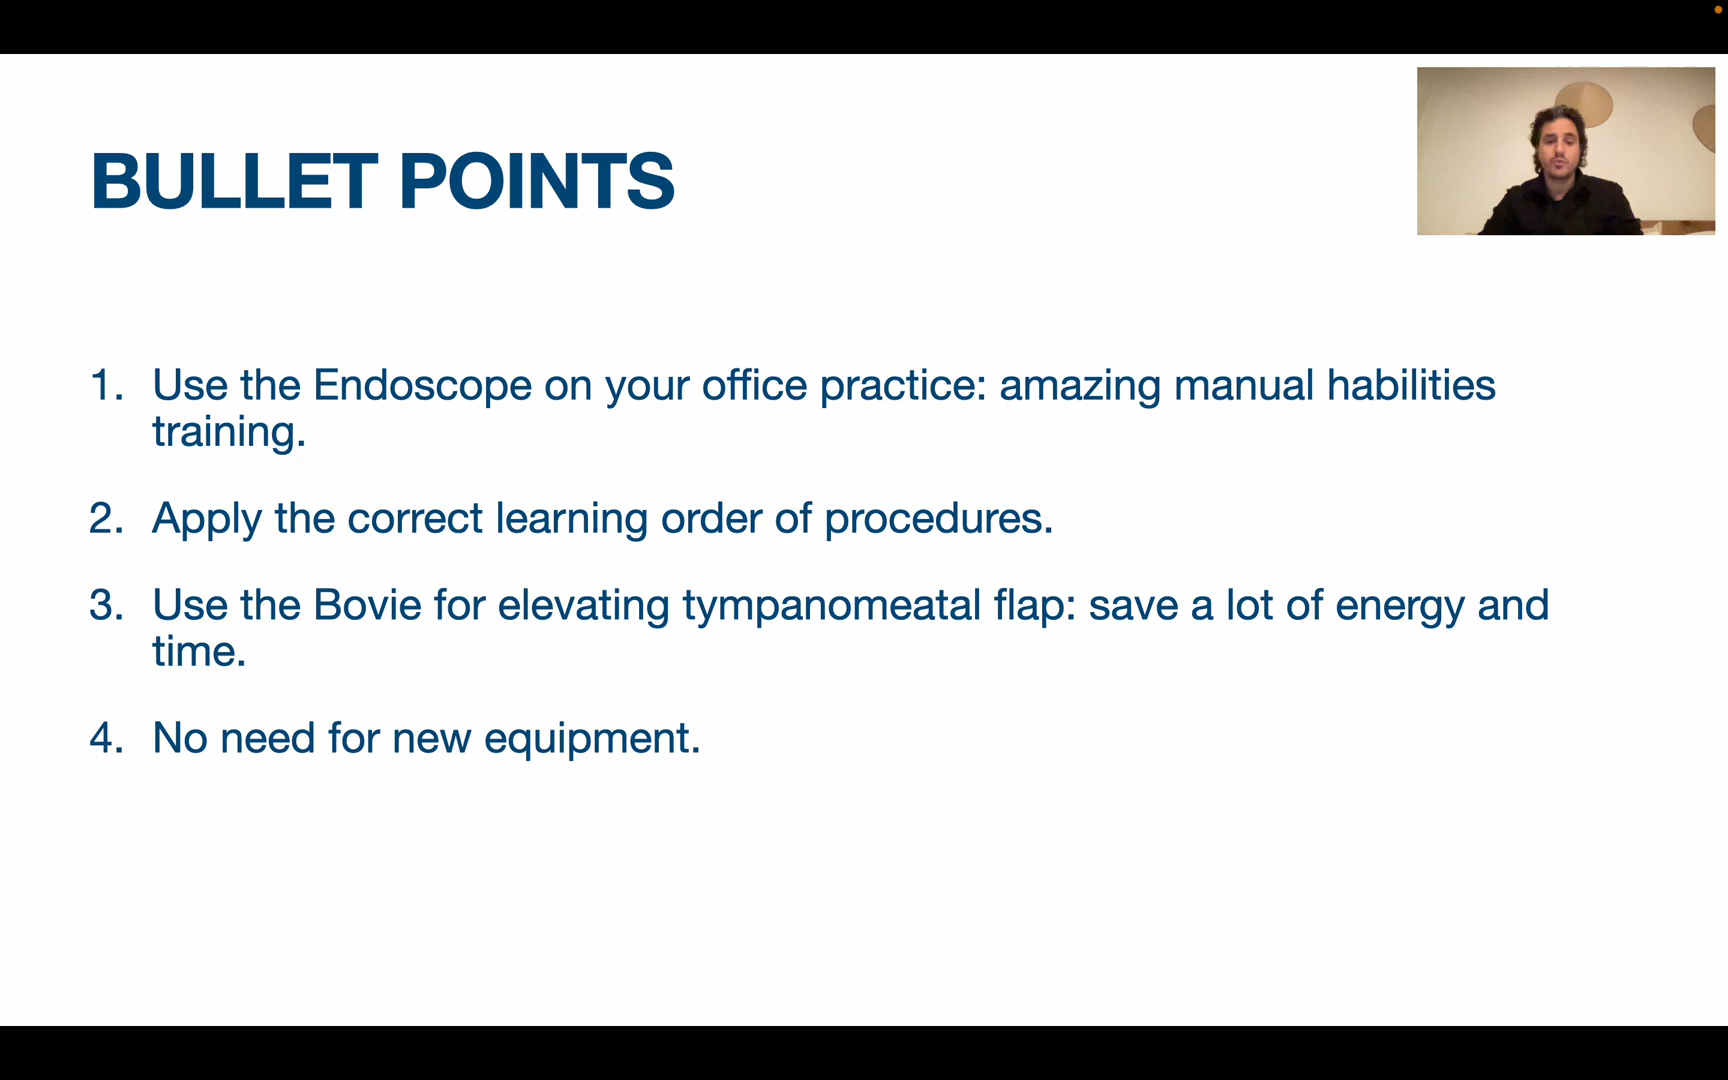 BULLET POINTS
1. Use the Endoscope on your office practice: amazing manual habilities
training.
2. Apply the correct learning order of procedures.
3. Use the Bovie for elevating tympanomeatal flap: save a lot of energy and
time.
4. No need for new equipment.